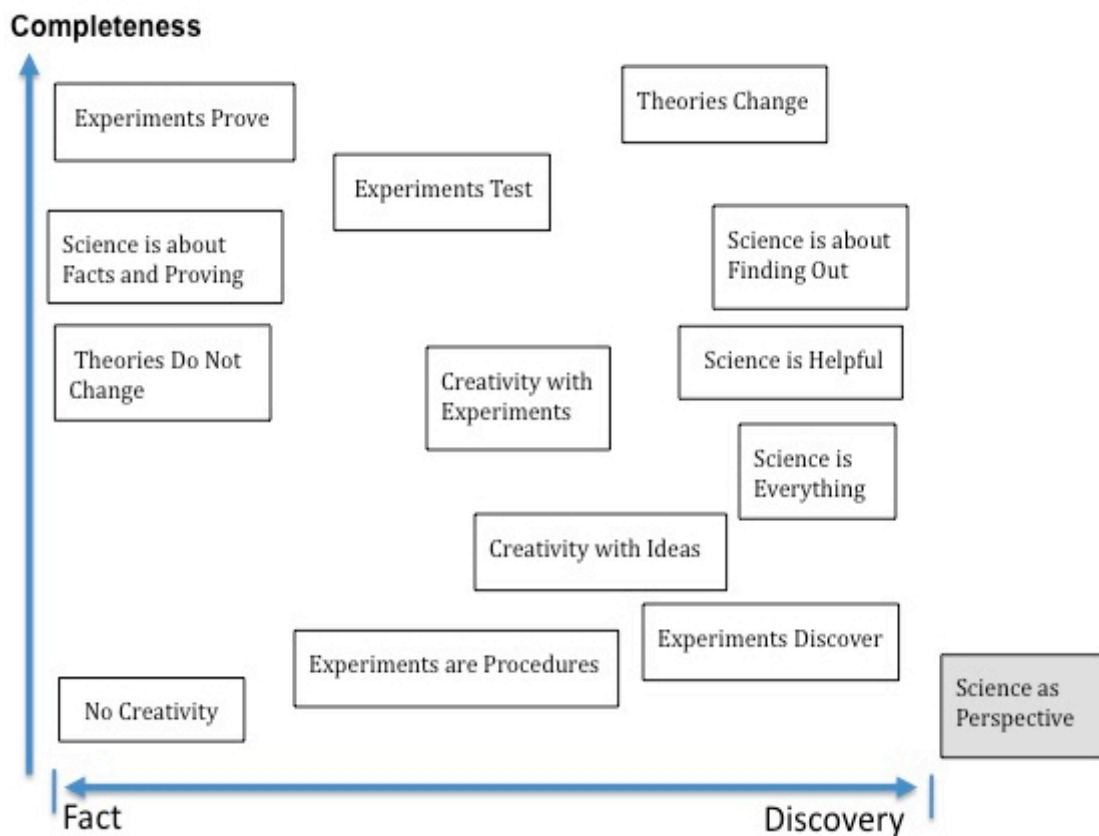 Completeness
Experiments Prove
Theories Change
Experiments Test
Science is about
Facts and Proving
Science is about
Finding Out
Theories Do Not
Change
Science is Helpful
Creativity with
Experiments
Science is
Everything
Creativity with Ideas
Experiments Discover
Experiments are Procedures
No Creativity
Science as
Perspective
Fact
Discovery